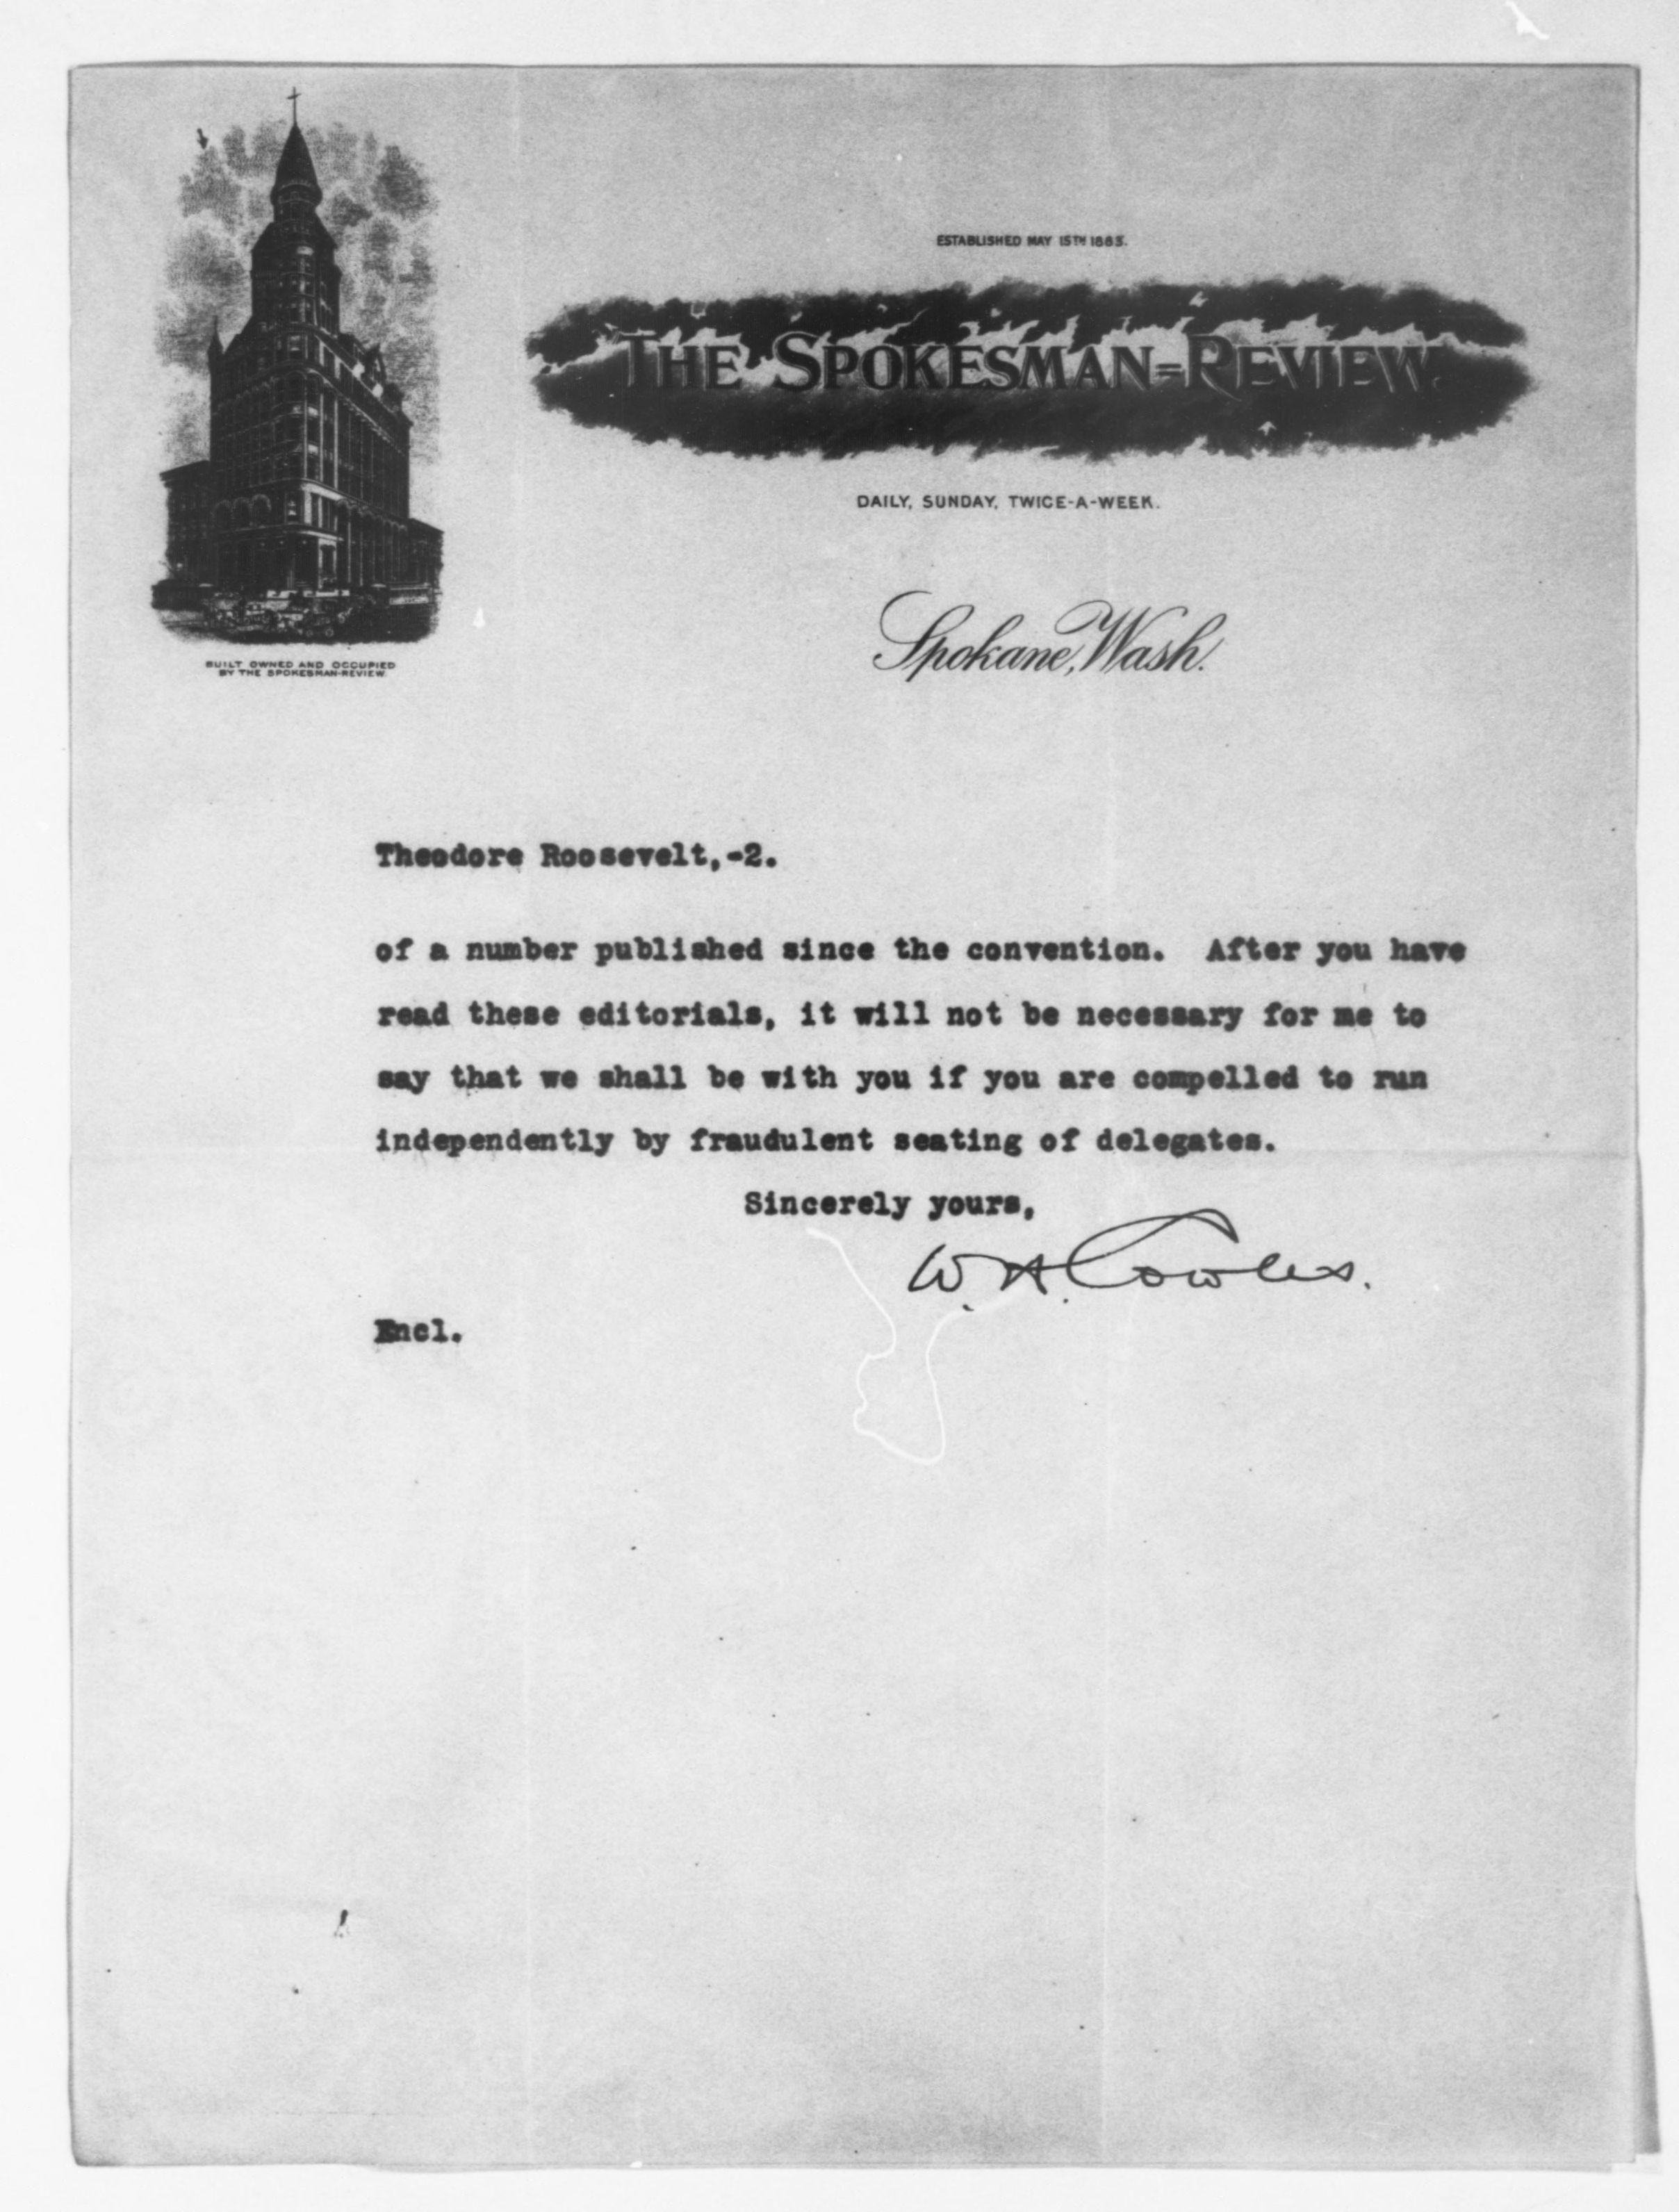 ESTABLISHED MAY 15TH 1883.
THE SPOKESMAN=REVIEW.
DAILY, SUNDAY, TWICE-A-WEEK.
BUILT OWNED AND OCCUPIED
BY THE SPOKESMAN-REVIEW.
Spokane, Wash.
Theodore Roosevelt,-2.
of a number published since the convention. After you have
read these editorials, it will not be necessary for me to
say that we shall be with you if you are compelled to run
independently by fraudulent seating of delegates.
Sincerely yours,
W. H. Cowles.
Encl.